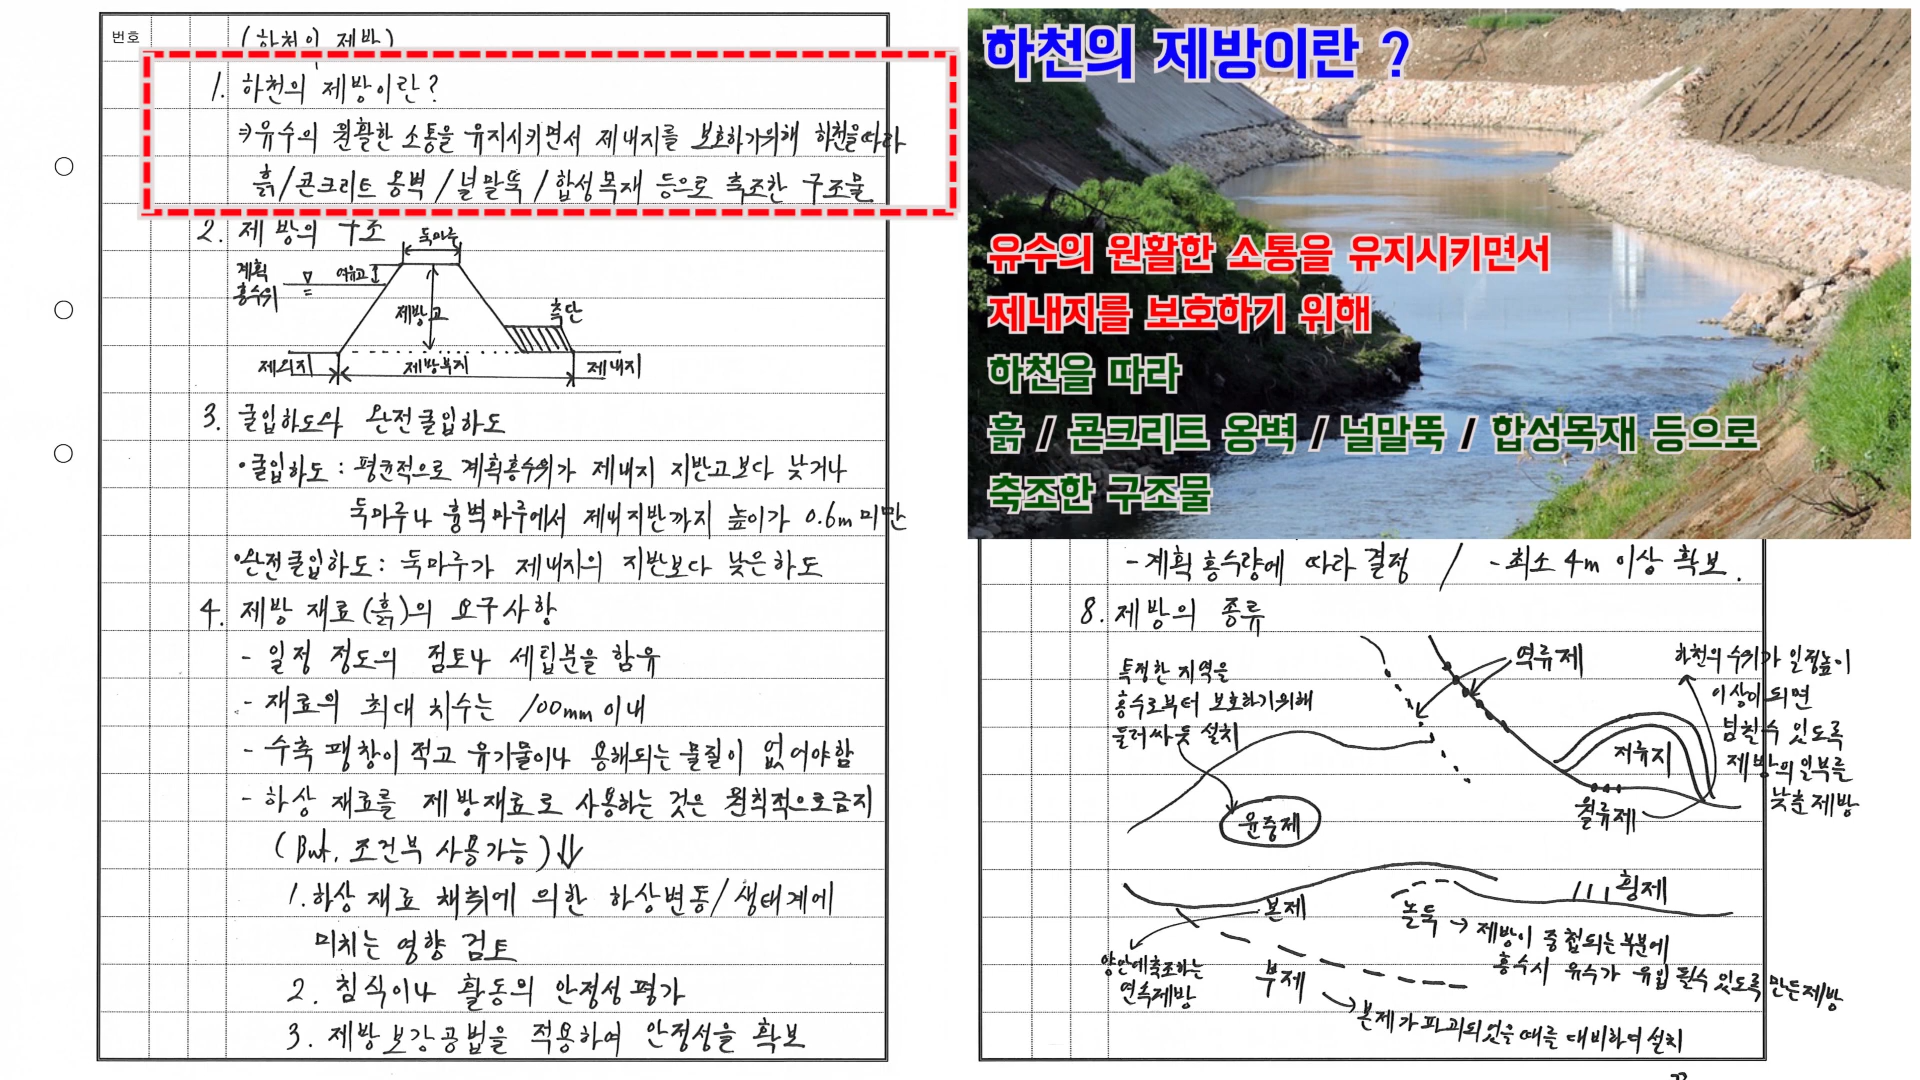 번호
(하천의 제방)
1. 하천의 제방이란?
⇒유수의 원활한 소통을 유지시키면서 제내지를 보호하기위해 하천을따라
흙/콘크리트 옹벽/널말뚝/합성목재 등으로 축조한 구조물
2. 제방의 구조
둑마루
계획
홍수위
여유고
제방고
측단
제외지
제방부지
제내지
3. 굴입하도와 완전굴입하도
•굴입하도 : 평균적으로 계획홍수위가 제내지 지반고보다 낮거나
둑마루나 흉벽마루에서 제내지반까지 높이가 0.6m 미만
•완전굴입하도 : 둑마루가 제내지의 지반보다 낮은하도
4. 제방 재료(흙)의 요구사항
- 일정 정도의 점토나 세립분을 함유
- 재료의 최대 치수는 100mm 이내
- 수축 팽창이 적고 유기물이나 용해되는 물질이 없어야함
- 하상 재료를 제방재료로 사용하는 것은 원칙적으로금지
(But, 조건부 사용가능)⇓
1. 하상 재료 채취에 의한 하상변동/생태계에
미치는 영향 검토
2. 침식이나 활동의 안정성평가
3. 제방보강공법을 적용하여 안정성을 확보
하천의 제방이란 ?
유수의 원활한 소통을 유지시키면서
제내지를 보호하기 위해
하천을 따라
흙 / 콘크리트 옹벽 / 널말뚝 / 합성목재 등으로
축조한 구조물
- 계획 홍수량에 따라 결정 / - 최소 4m 이상 확보.
8. 제방의 종류
특정한 지역을
홍수로부터 보호하기위해
둘러싸듯 설치
윤중제
역류제
하천의 수위가 일정높이
이상이 되면
넘칠수 있도록
제방의 일부를
낮춘제방
저류지
월류제
본제
양안에축조하는
연속제방
놀둑 → 제방이 중첩되는부분에
홍수시 유수가 유입 될수 있도록 만든제방
횡제
부제
→본제가 파괴되었을때를 대비하여 설치